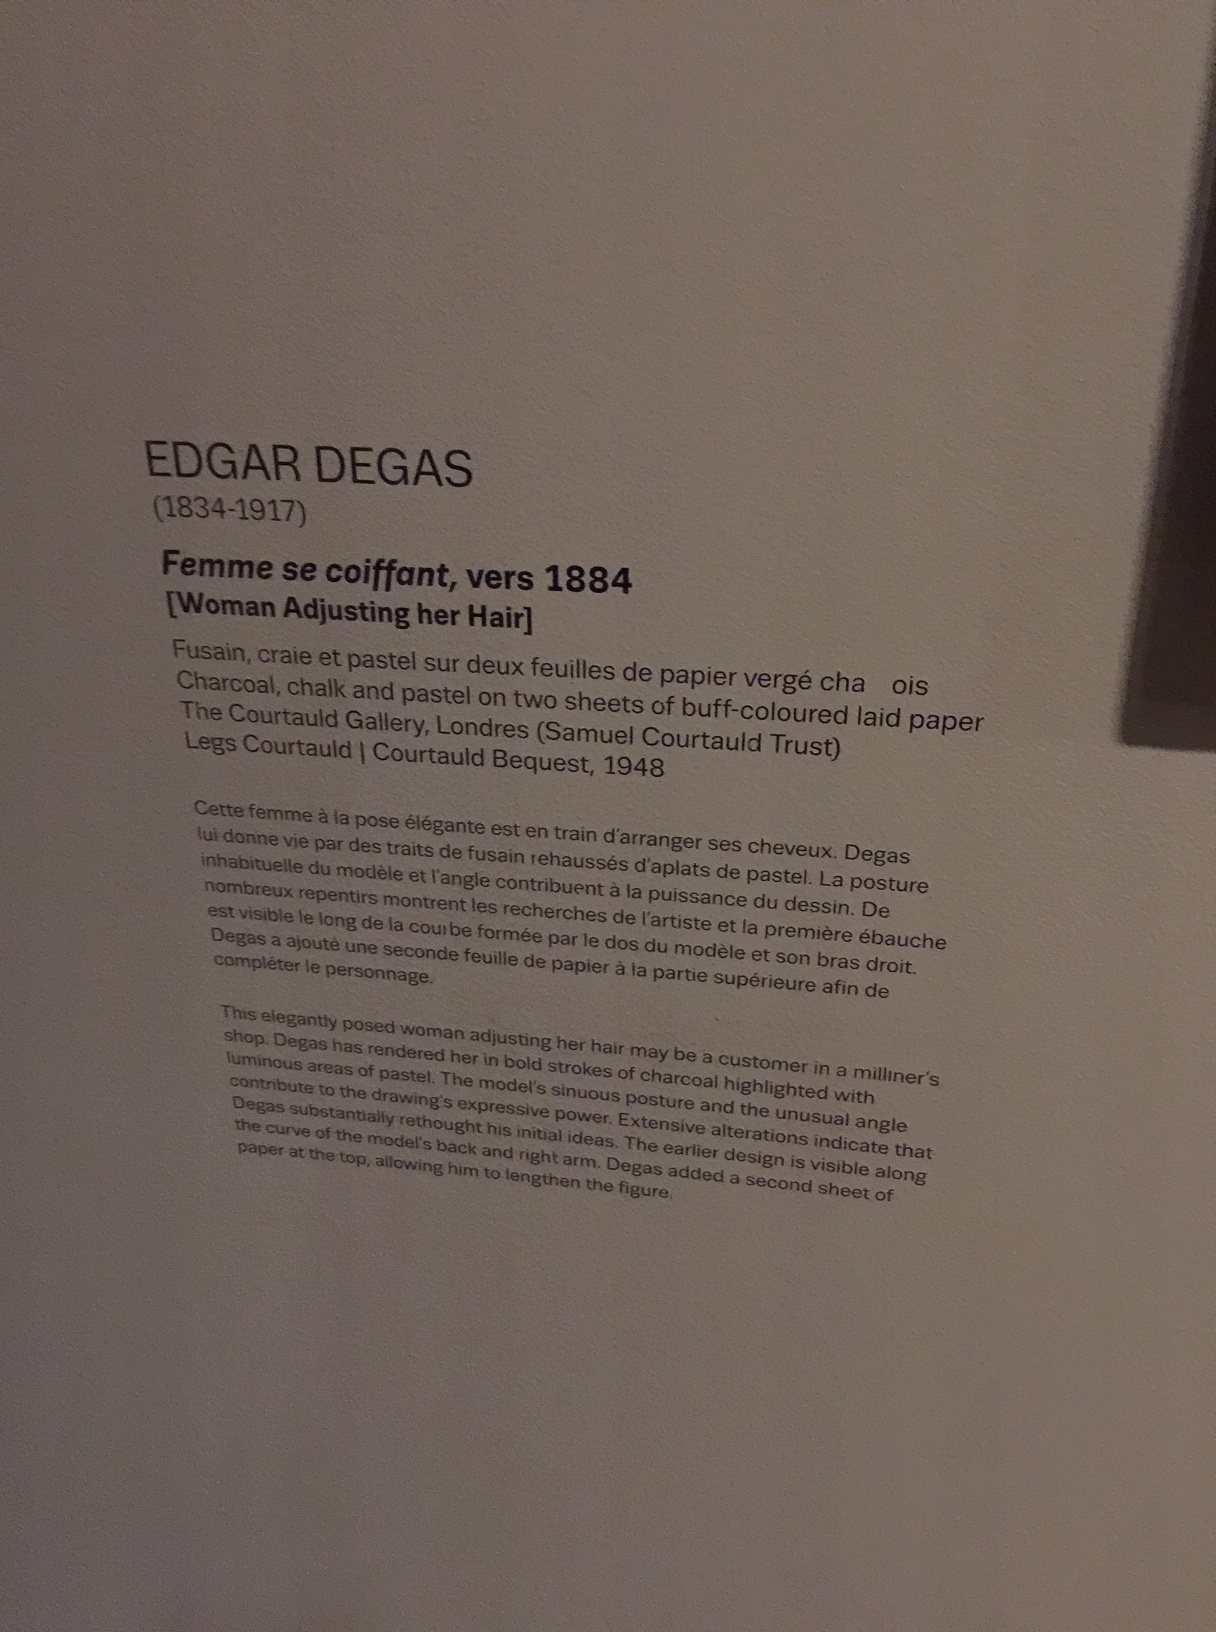 EDGAR DEGAS
(1834-1917)
Femme se coiffant, vers 1884
[Woman Adjusting her Hair]
Fusain, craie et pastel sur deux feuilles de papier vergé cha ois
Charcoal, chalk and pastel on two sheets of buff-coloured laid paper
The Courtauld Gallery, Londres (Samuel Courtauld Trust)
Legs Courtauld | Courtauld Bequest, 1948
Cette femme à la pose élégante est en train d'arranger ses cheveux. Degas
lui donne vie par des traits de fusain rehaussés d'aplats de pastel. La posture
inhabituelle du modèle et l'angle contribuent à la puissance du dessin. De
nombreux repentirs montrent les recherches de l'artiste et la première ébauche
est visible le long de la courbe formée par le dos du modèle et son bras droit.
Degas a ajouté une seconde feuille de papier à la partie supérieure afin de
compléter le personnage.
This elegantly posed woman adjusting her hair may be a customer in a milliner's
shop. Degas has rendered her in bold strokes of charcoal highlighted with
luminous areas of pastel. The model's sinuous posture and the unusual angle
contribute to the drawing's expressive power. Extensive alterations indicate that
Degas substantially rethought his initial ideas. The earlier design is visible along
the curve of the model's back and right arm. Degas added a second sheet of
paper at the top, allowing him to lengthen the figure.